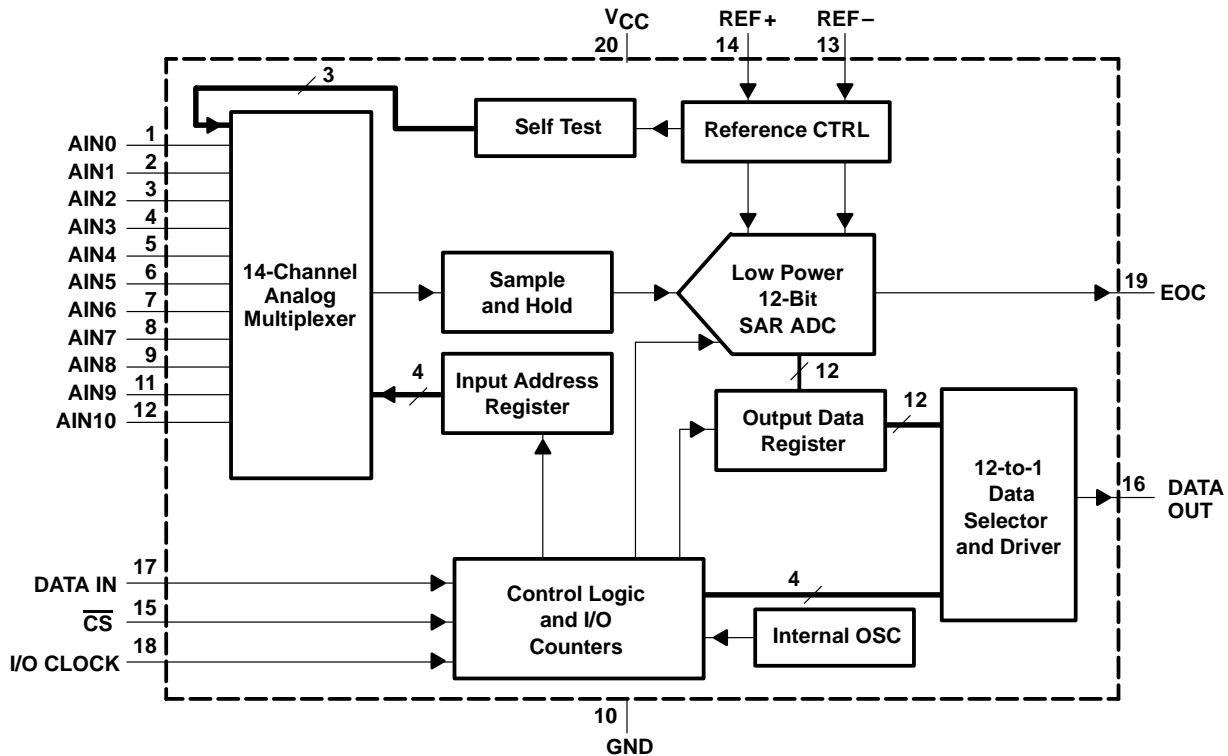 VCC
20
REF+
14
REF−
13
3
Self Test
Reference CTRL
AIN0
1
AIN1
2
AIN2
3
AIN3
4
AIN4
5
AIN5
6
AIN6
7
AIN7
8
AIN8
9
AIN9
11
AIN10
12
14-Channel
Analog
Multiplexer
Sample
and Hold
Low Power
12-Bit
SAR ADC
19
EOC
4
Input Address
Register
12
Output Data
Register
12
12-to-1
Data
Selector
and Driver
16
DATA
OUT
DATA IN
17
CS
15
I/O CLOCK
18
Control Logic
and I/O
Counters
4
Internal OSC
10
GND